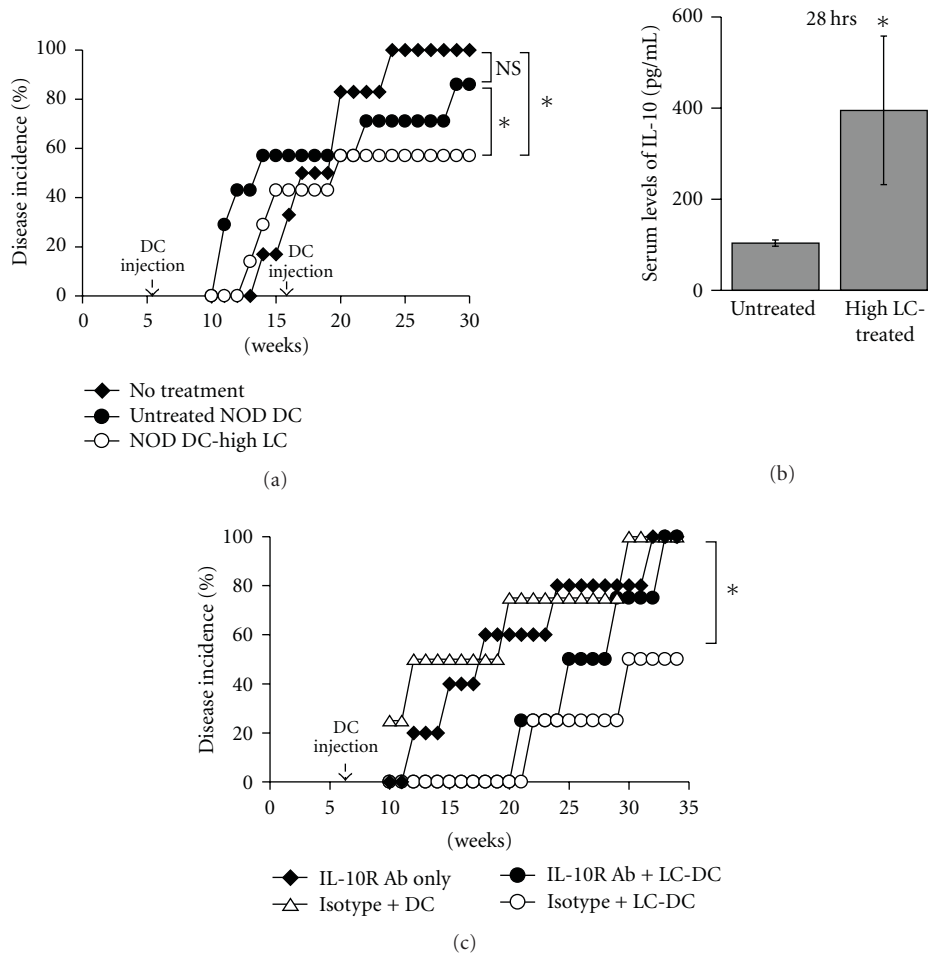 100
80
60
40
20
0
Disease incidence (%)
DC
injection
DC
injection
NS
*
*
0 5 10 15 20 25 30
(weeks)
No treatment
Untreated NOD DC
NOD DC-high LC
(a)
600
400
200
0
Serum levels of IL-10 (pg/mL)
28 hrs *
Untreated High LC-
treated
(b)
100
80
60
40
20
0
Disease incidence (%)
DC
injection
*
0 5 10 15 20 25 30 35
(weeks)
IL-10R Ab only IL-10R Ab + LC-DC
Isotype + DC Isotype + LC-DC
(c)